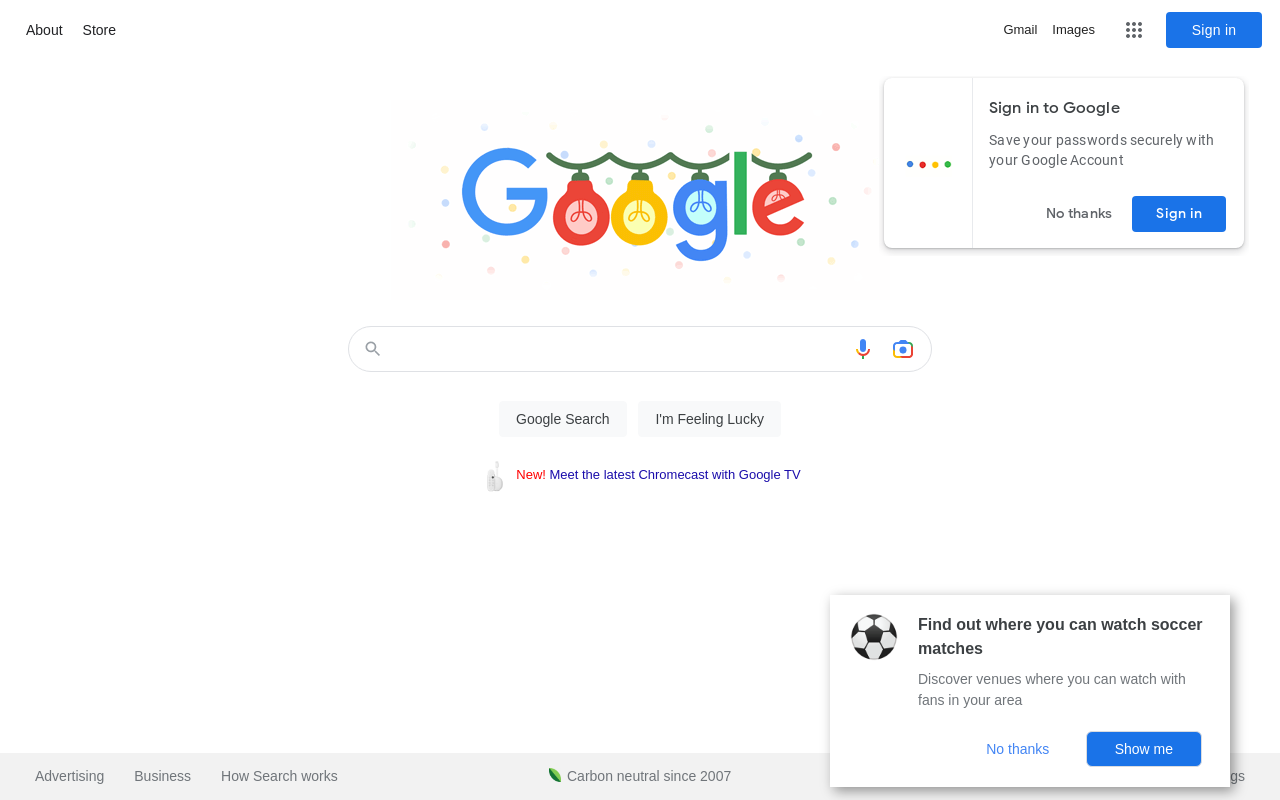 About Store Gmail Images Sign in
Sign in to Google
Save your passwords securely with
your Google Account
No thanks Sign in
Google
Google Search I'm Feeling Lucky
New! Meet the latest Chromecast with Google TV
Find out where you can watch soccer
matches
Discover venues where you can watch with
fans in your area
No thanks Show me
Advertising Business How Search works Carbon neutral since 2007